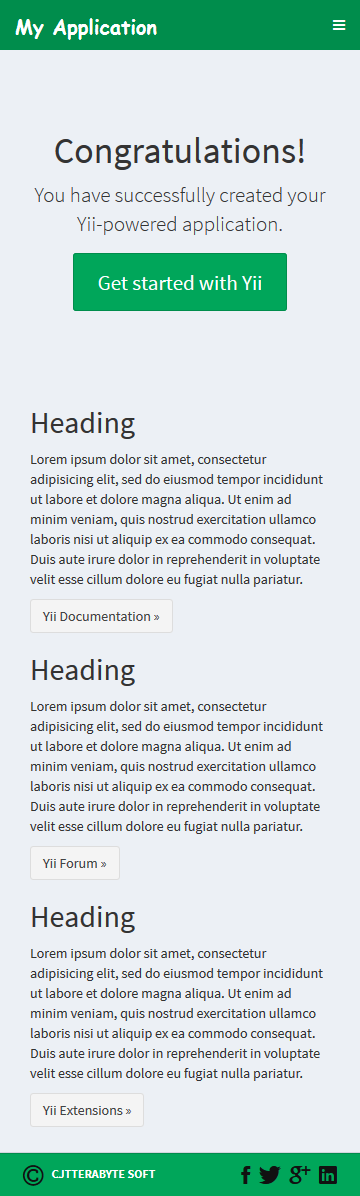 My Application
Congratulations!
You have successfully created your
Yii-powered application.
Get started with Yii
Heading
Lorem ipsum dolor sit amet, consectetur
adipisicing elit, sed do eiusmod tempor incididunt
ut labore et dolore magna aliqua. Ut enim ad
minim veniam, quis nostrud exercitation ullamco
laboris nisi ut aliquip ex ea commodo consequat.
Duis aute irure dolor in reprehenderit in voluptate
velit esse cillum dolore eu fugiat nulla pariatur.
Yii Documentation »
Heading
Lorem ipsum dolor sit amet, consectetur
adipisicing elit, sed do eiusmod tempor incididunt
ut labore et dolore magna aliqua. Ut enim ad
minim veniam, quis nostrud exercitation ullamco
laboris nisi ut aliquip ex ea commodo consequat.
Duis aute irure dolor in reprehenderit in voluptate
velit esse cillum dolore eu fugiat nulla pariatur.
Yii Forum »
Heading
Lorem ipsum dolor sit amet, consectetur
adipisicing elit, sed do eiusmod tempor incididunt
ut labore et dolore magna aliqua. Ut enim ad
minim veniam, quis nostrud exercitation ullamco
laboris nisi ut aliquip ex ea commodo consequat.
Duis aute irure dolor in reprehenderit in voluptate
velit esse cillum dolore eu fugiat nulla pariatur.
Yii Extensions »
© CJTTERABYTE SOFT